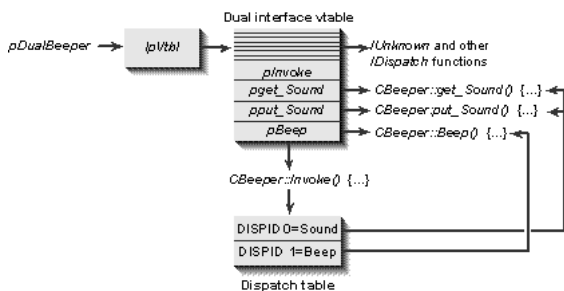 Dual interface vtable
pDualBeeper
lpVtbl
IUnknown and other
IDispatch functions
pInvoke
pget_Sound
CBeeper::get_Sound() {...}
pput_Sound
CBeeper:put_Sound() {...}
pBeep
CBeeper::Beep() {...}
CBeeper::Invoke() {...}
DISPID 0=Sound
DISPID 1=Beep
Dispatch table